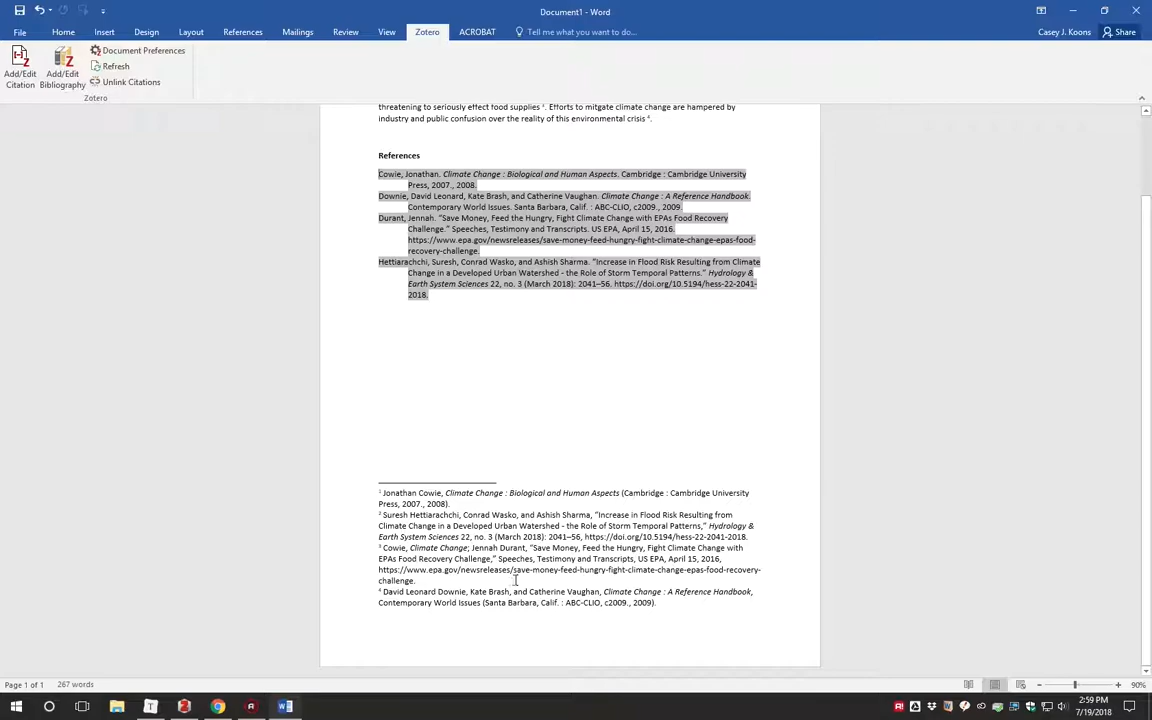 Document1 - Word
File Home Insert Design Layout References Mailings Review View Zotero ACROBAT Tell me what you want to do... Casey J. Koons Share
Add/Edit Citation
Add/Edit Bibliography
Document Preferences
Refresh
Unlink Citations
Zotero
threatening to seriously effect food supplies 3. Efforts to mitgate climate change are hampered by
industry and public confusion over the reality of this environmental crisis 4.
References
Cowie, Jonathan. Climate Change : Biological and Human Aspects. Cambridge : Cambridge University
Press, 2007., 2008.
Downie, David Leonard, Kate Brash, and Catherine Vaughan. Climate Change : A Reference Handbook.
Contemporary World Issues. Santa Barbara, Calif. : ABC-CLIO, c2009., 2009.
Durant, Jennah. “Save Money, Feed the Hungry, Fight Climate Change with EPAs Food Recovery
Challenge.” Speeches, Testimony and Transcripts. US EPA, April 15, 2016.
https://www.epa.gov/newsreleases/save-money-feed-hungry-fight-climate-change-epas-food-
recovery-challenge.
Hettiarachchi, Suresh, Conrad Wasko, and Ashish Sharma. “Increase in Flood Risk Resulting from Climate
Change in a Developed Urban Watershed - the Role of Storm Temporal Patterns.” Hydrology &
Earth System Sciences 22, no. 3 (March 2018): 2041–56. https://doi.org/10.5194/hess-22-2041-
2018.
1 Jonathan Cowie, Climate Change : Biological and Human Aspects (Cambridge : Cambridge University
Press, 2007., 2008).
2 Suresh Hettiarachchi, Conrad Wasko, and Ashish Sharma, “Increase in Flood Risk Resulting from
Climate Change in a Developed Urban Watershed - the Role of Storm Temporal Patterns,” Hydrology &
Earth System Sciences 22, no. 3 (March 2018): 2041–56, https://doi.org/10.5194/hess-22-2041-2018.
3 Cowie, Climate Change; Jennah Durant, “Save Money, Feed the Hungry, Fight Climate Change with
EPAs Food Recovery Challenge,” Speeches, Testimony and Transcripts, US EPA, April 15, 2016,
https://www.epa.gov/newsreleases/save-money-feed-hungry-fight-climate-change-epas-food-recovery-
challenge.
4 David Leonard Downie, Kate Brash, and Catherine Vaughan, Climate Change : A Reference Handbook,
Contemporary World Issues (Santa Barbara, Calif. : ABC-CLIO, c2009., 2009).
Page 1 of 1 267 words 90%
2:59 PM
7/19/2018